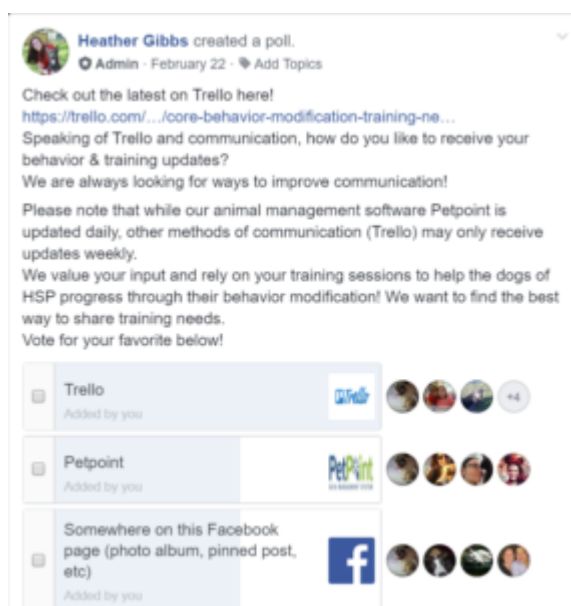 Heather Gibbs created a poll.
Admin · February 22 · Add Topics
Check out the latest on Trello here!
https://trello.com/.../core-behavior-modification-training-ne...
Speaking of Trello and communication, how do you like to receive your
behavior & training updates?
We are always looking for ways to improve communication!
Please note that while our animal management software Petpoint is
updated daily, other methods of communication (Trello) may only receive
updates weekly.
We value your input and rely on your training sessions to help the dogs of
HSP progress through their behavior modification! We want to find the best
way to share training needs.
Vote for your favorite below!
Trello
Trello
+4
Added by you
Petpoint
PetPoint
Added by you
Somewhere on this Facebook
page (photo album, pinned post,
etc)
f
Added by you